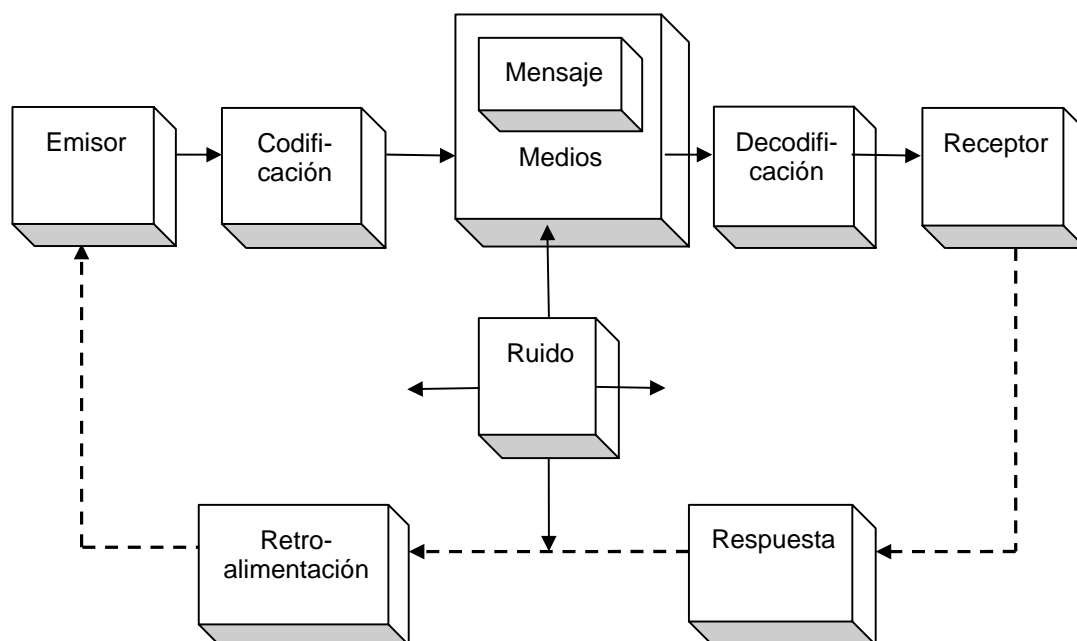 Mensaje
Emisor
Codifi-
cación
Medios
Decodifi-
cación
Receptor
Ruido
Retro-
alimentación
Respuesta